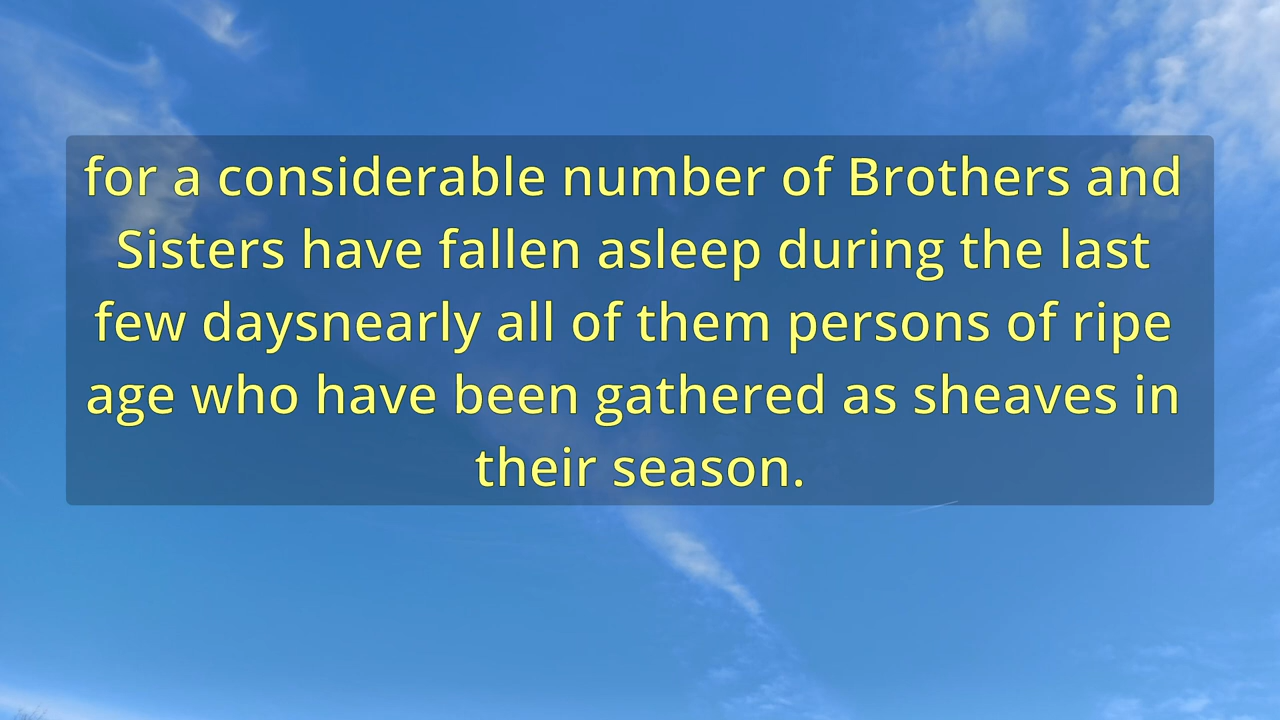 for a considerable number of Brothers and
Sisters have fallen asleep during the last
few daysnearly all of them persons of ripe
age who have been gathered as sheaves in
their season.